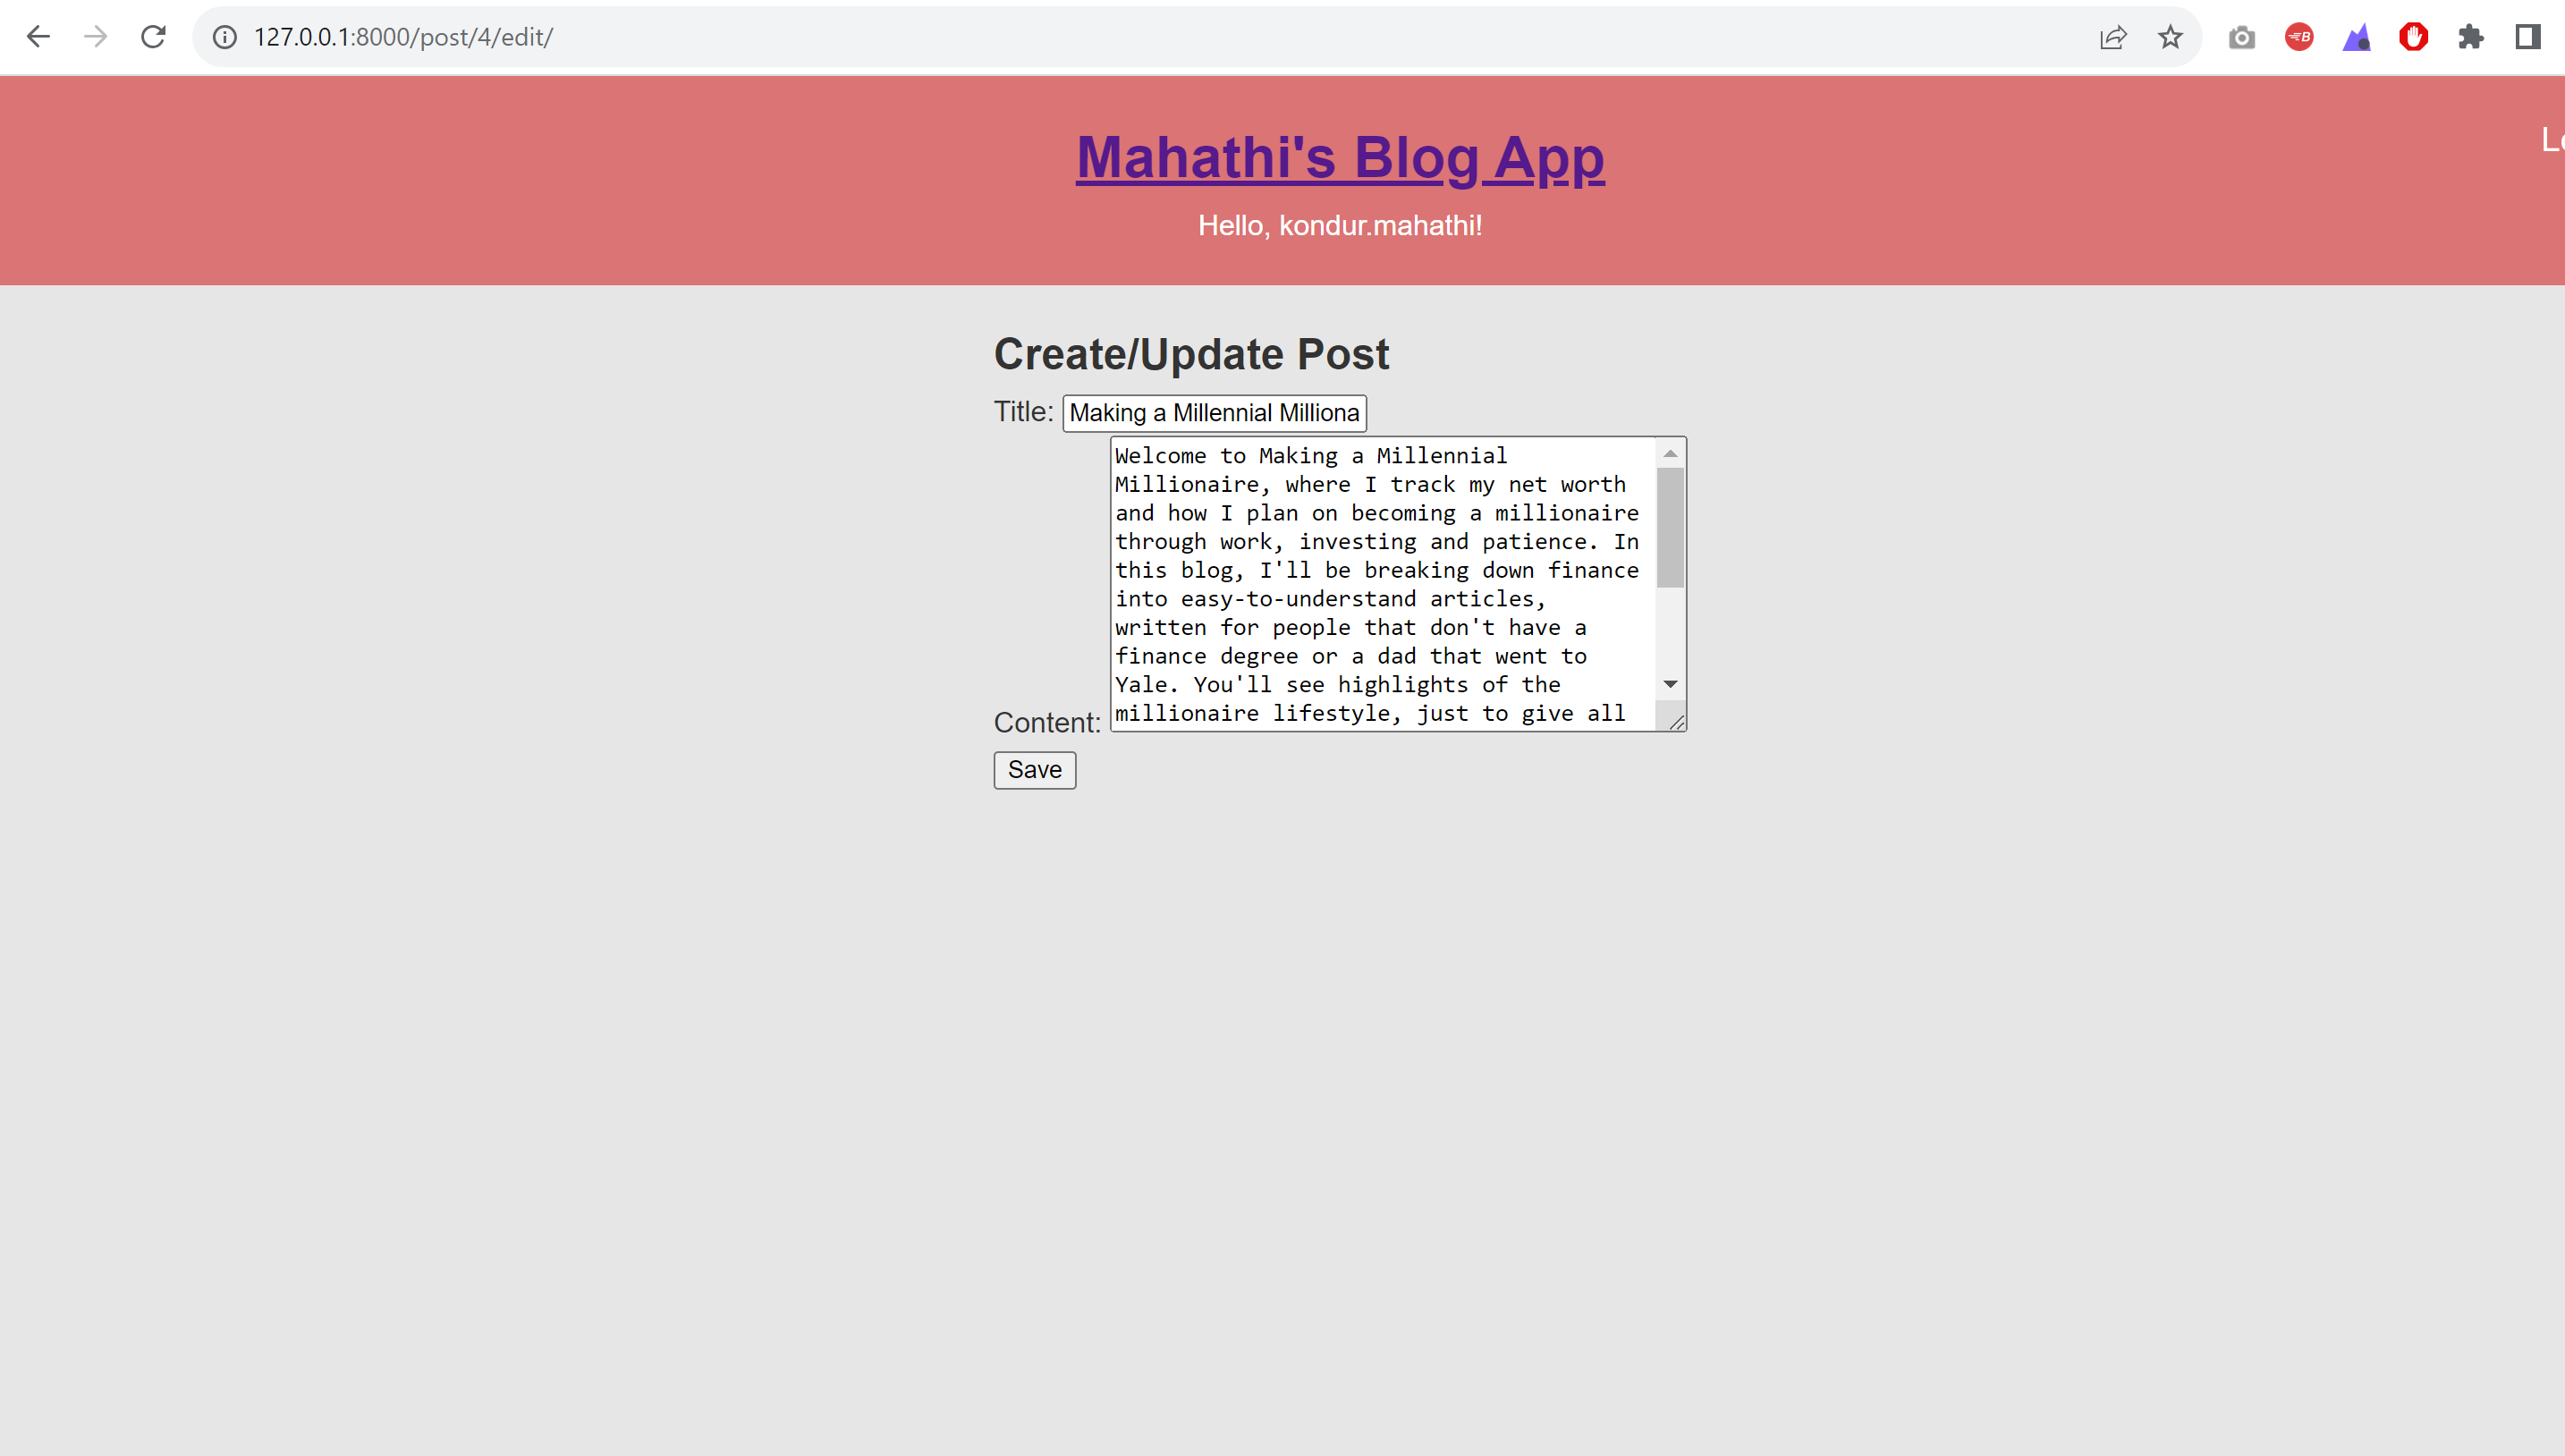 127.0.0.1:8000/post/4/edit/
Mahathi's Blog App
Hello, kondur.mahathi!
Create/Update Post
Title: Making a Millennial Milliona
Welcome to Making a Millennial
Millionaire, where I track my net worth
and how I plan on becoming a millionaire
through work, investing and patience. In
this blog, I'll be breaking down finance
into easy-to-understand articles,
written for people that don't have a
finance degree or a dad that went to
Yale. You'll see highlights of the
millionaire lifestyle, just to give all
Content:
Save